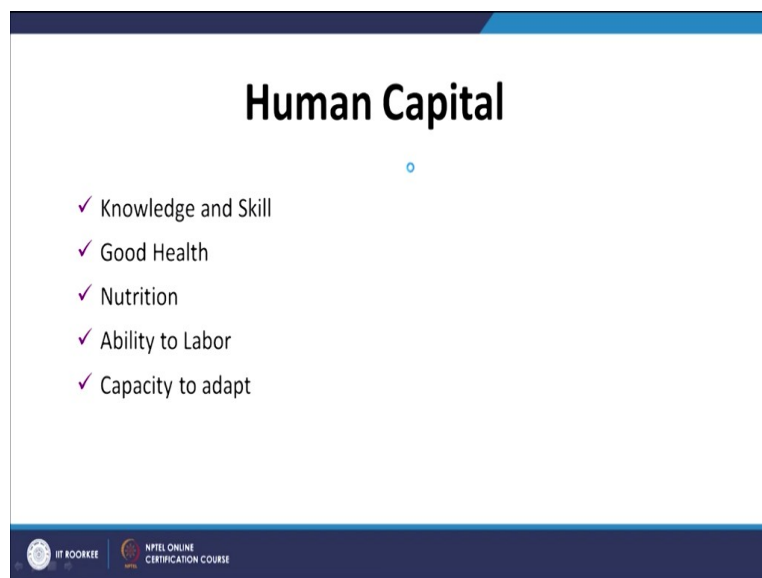 Human Capital
Knowledge and Skill
Good Health
Nutrition
Ability to Labor
Capacity to adapt
IIT ROORKEE
NPTEL ONLINE
CERTIFICATION COURSE
NPTEL